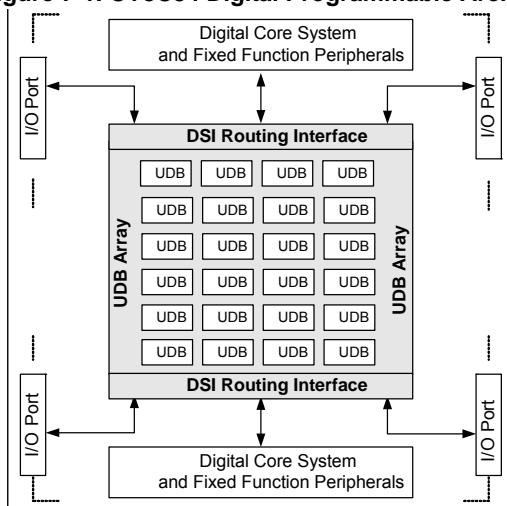 Digital Core System
and Fixed Function Peripherals
I/O Port
I/O Port
DSI Routing Interface
UDB UDB UDB UDB
UDB UDB UDB UDB
UDB UDB UDB UDB
UDB UDB UDB UDB
UDB UDB UDB UDB
UDB UDB UDB UDB
UDB Array
UDB Array
DSI Routing Interface
I/O Port
I/O Port
Digital Core System
and Fixed Function Peripherals